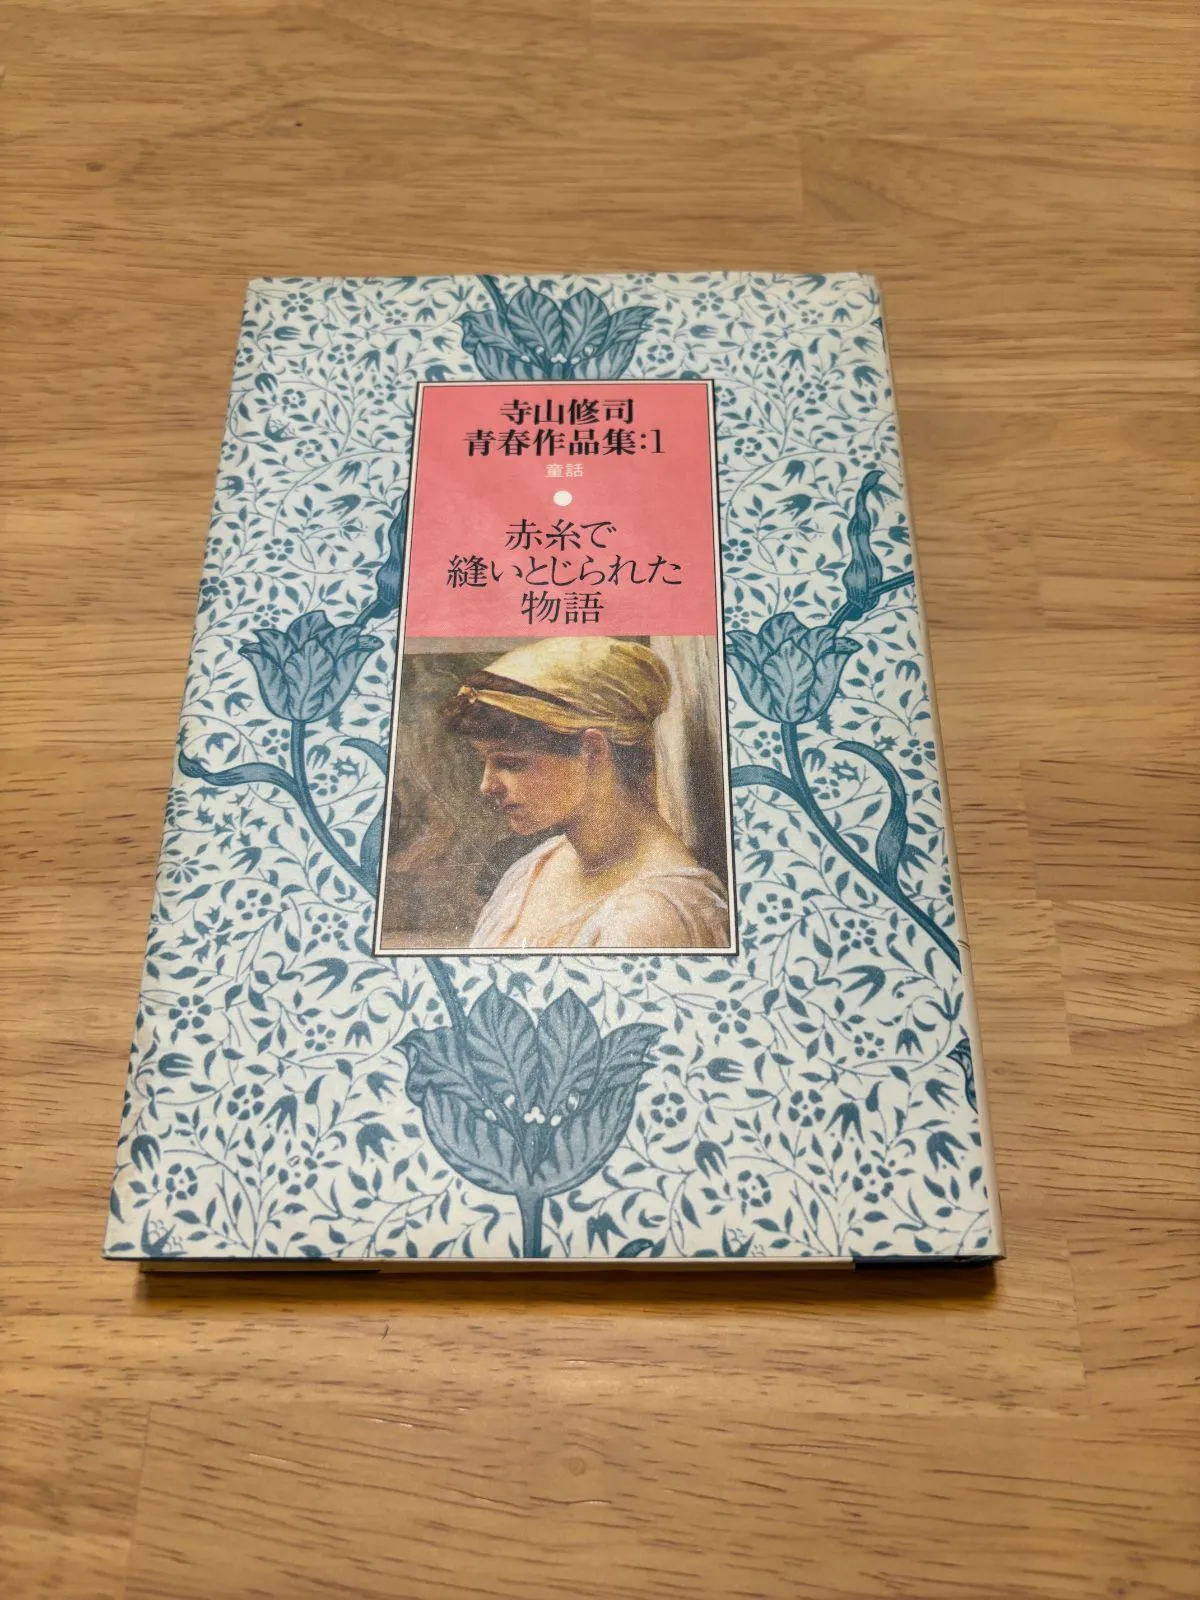 寺山修司
青春作品集:1
童話
赤糸で
縫いとじられた
物語